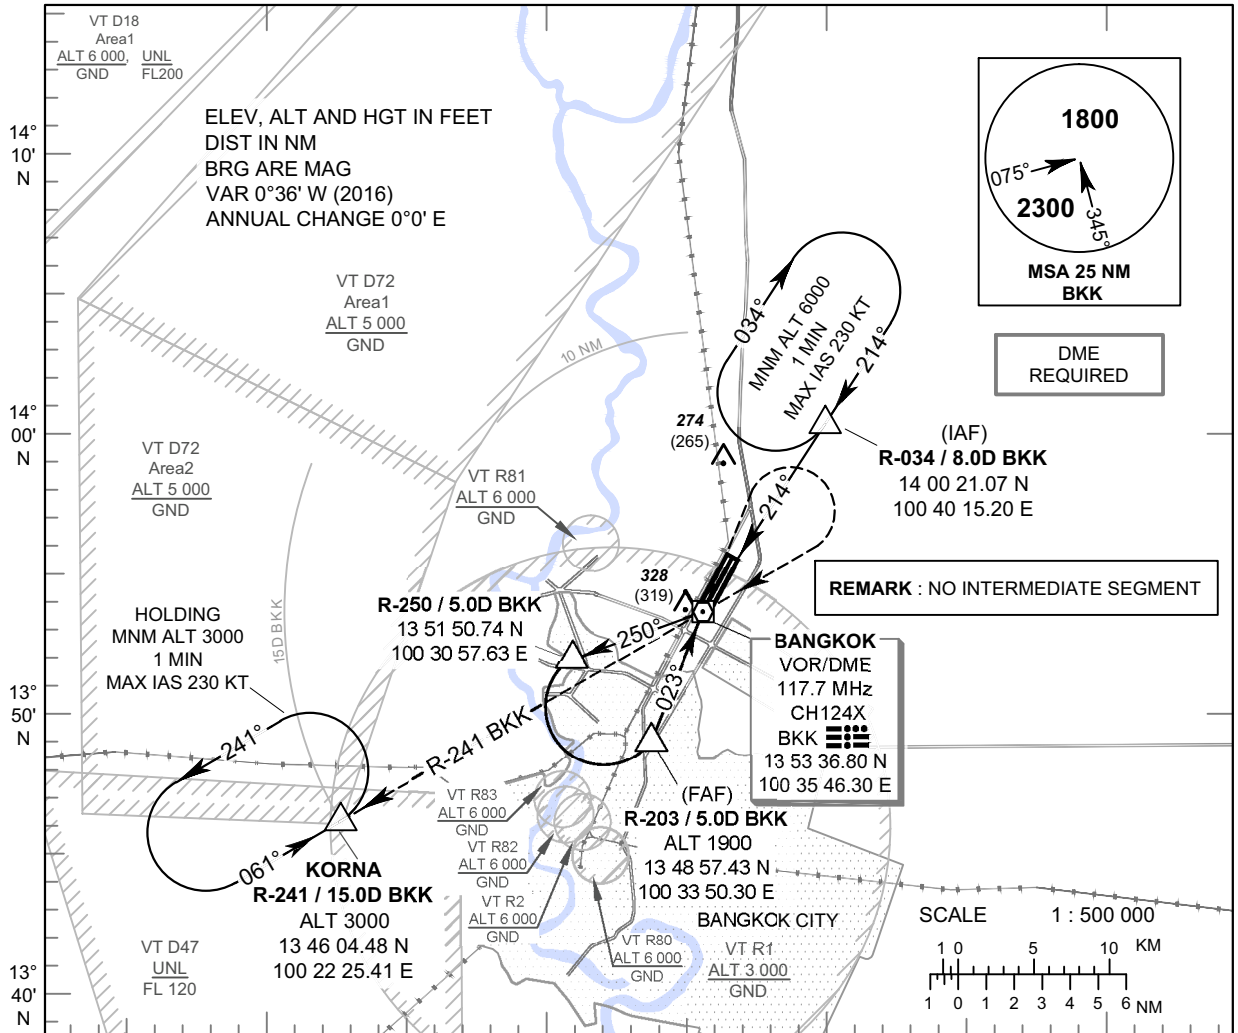 VT D18
Area1
ALT 6 000, UNL
GND FL200
14°
10'
N
ELEV, ALT AND HGT IN FEET
DIST IN NM
BRG ARE MAG
VAR 0°36' W (2016)
ANNUAL CHANGE 0°0' E
1800
075°
2300
345°
MSA 25 NM
BKK
DME
REQUIRED
VT D72
Area1
ALT 5 000
GND
10 NM
034°
MNM ALT 6000
1 MIN
MAX IAS 230 KT
214°
14°
00'
N
274
(265)
(IAF)
R-034 / 8.0D BKK
14 00 21.07 N
100 40 15.20 E
VT D72
Area2
ALT 5 000
GND
VT R81
ALT 6 000
GND
214°
REMARK : NO INTERMEDIATE SEGMENT
328
(319)
R-250 / 5.0D BKK
13 51 50.74 N
100 30 57.63 E
250°
HOLDING
MNM ALT 3000
1 MIN
MAX IAS 230 KT
15D BKK
BANGKOK
VOR/DME
117.7 MHz
CH124X
BKK
13 53 36.80 N
100 35 46.30 E
023°
13°
50'
N
241°
R-241 BKK
061°
KORNA
R-241 / 15.0D BKK
ALT 3000
13 46 04.48 N
100 22 25.41 E
VT R83
ALT 6 000
GND
VT R82
ALT 6 000
GND
VT R2
ALT 6 000
GND
(FAF)
R-203 / 5.0D BKK
ALT 1900
13 48 57.43 N
100 33 50.30 E
BANGKOK CITY
VT R80
ALT 6 000
GND
VT R1
ALT 3 000
GND
VT D47
UNL
FL 120
13°
40'
N
SCALE 1 : 500 000
1 0 5 10 KM
1 0 1 2 3 4 5 6 NM